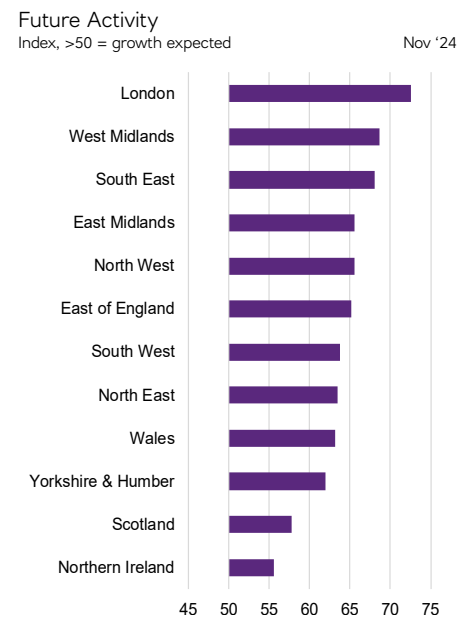 Future Activity
Index, >50 = growth expected
Nov ‘24
London
West Midlands
South East
East Midlands
North West
East of England
South West
North East
Wales
Yorkshire & Humber
Scotland
Northern Ireland
45 50 55 60 65 70 75